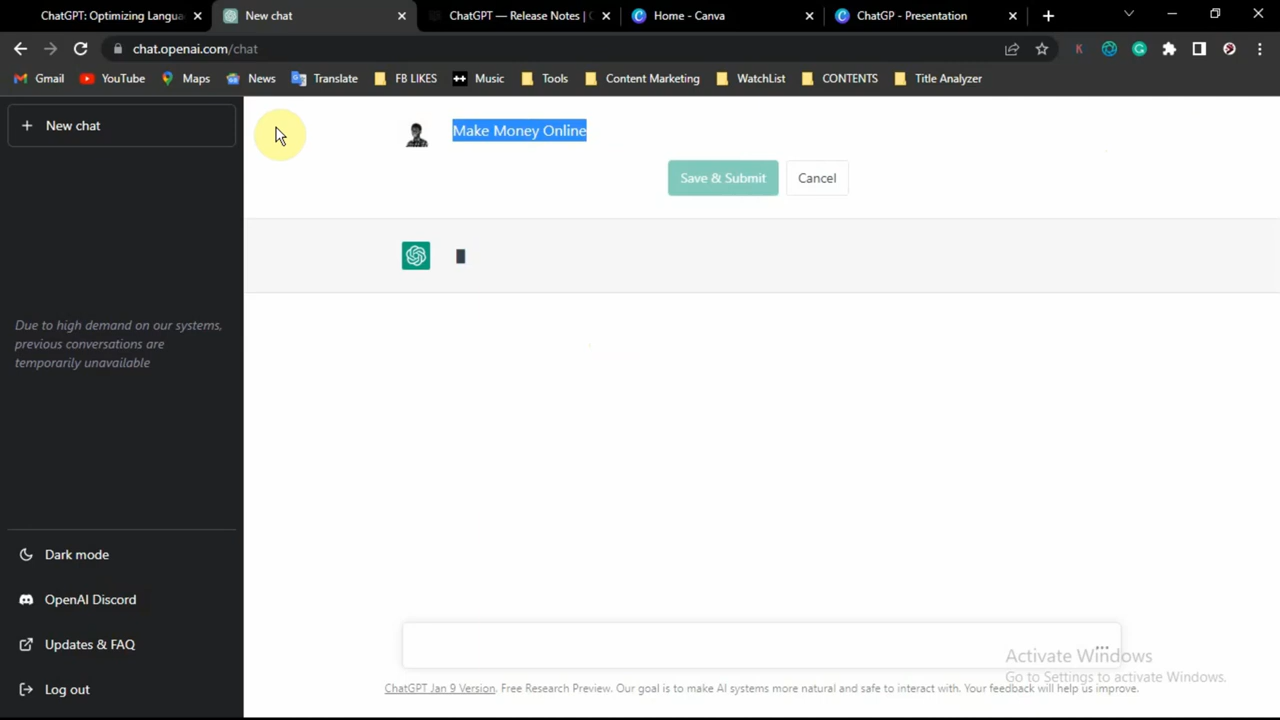 ChatGPT: Optimizing Langua
New chat
ChatGPT — Release Notes |
Home - Canva
ChatGP - Presentation
chat.openai.com/chat
Gmail
YouTube
Maps
News
Translate
FB LIKES
Music
Tools
Content Marketing
WatchList
CONTENTS
Title Analyzer
New chat
Make Money Online
Save & Submit
Cancel
Due to high demand on our systems,
previous conversations are
temporarily unavailable
Dark mode
OpenAI Discord
Updates & FAQ
Log out
Activate Windows
Go to Settings to activate Windows.
ChatGPT Jan 9 Version. Free Research Preview. Our goal is to make AI systems more natural and safe to interact with. Your feedback will help us improve.